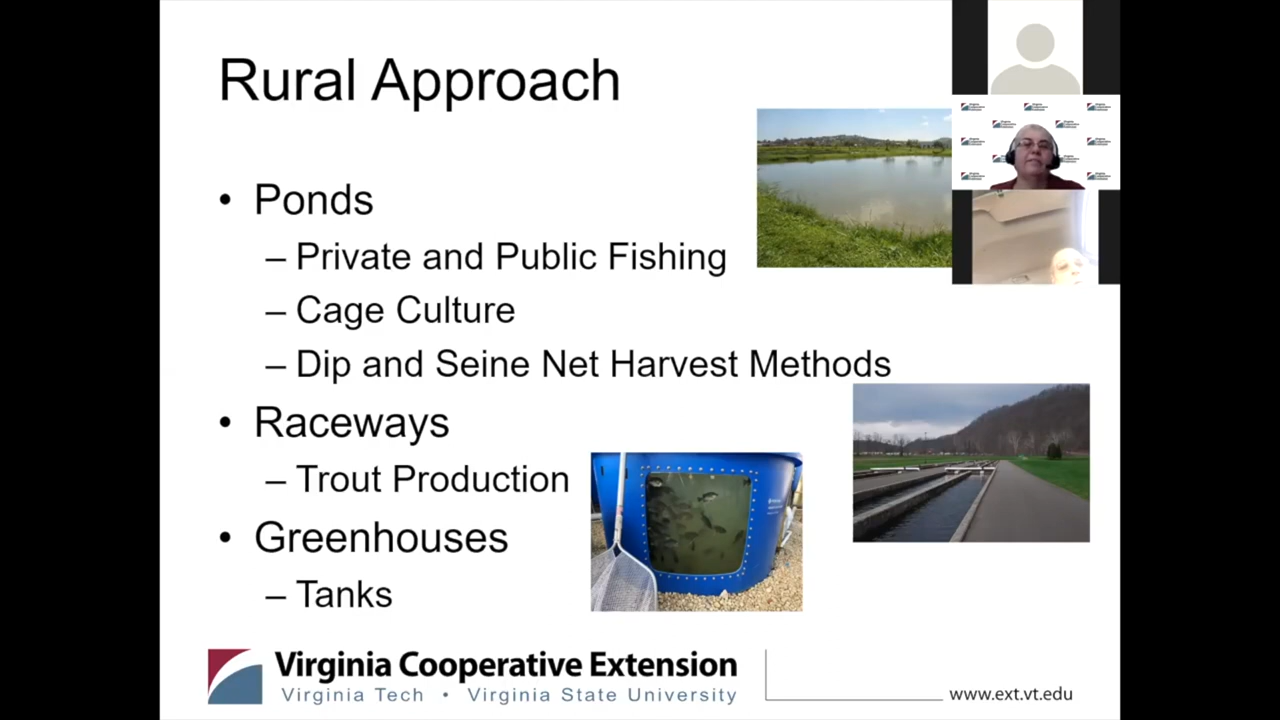 Rural Approach
• Ponds
– Private and Public Fishing
– Cage Culture
– Dip and Seine Net Harvest Methods
• Raceways
– Trout Production
• Greenhouses
– Tanks
Virginia Cooperative Extension
Virginia Tech • Virginia State University
www.ext.vt.edu